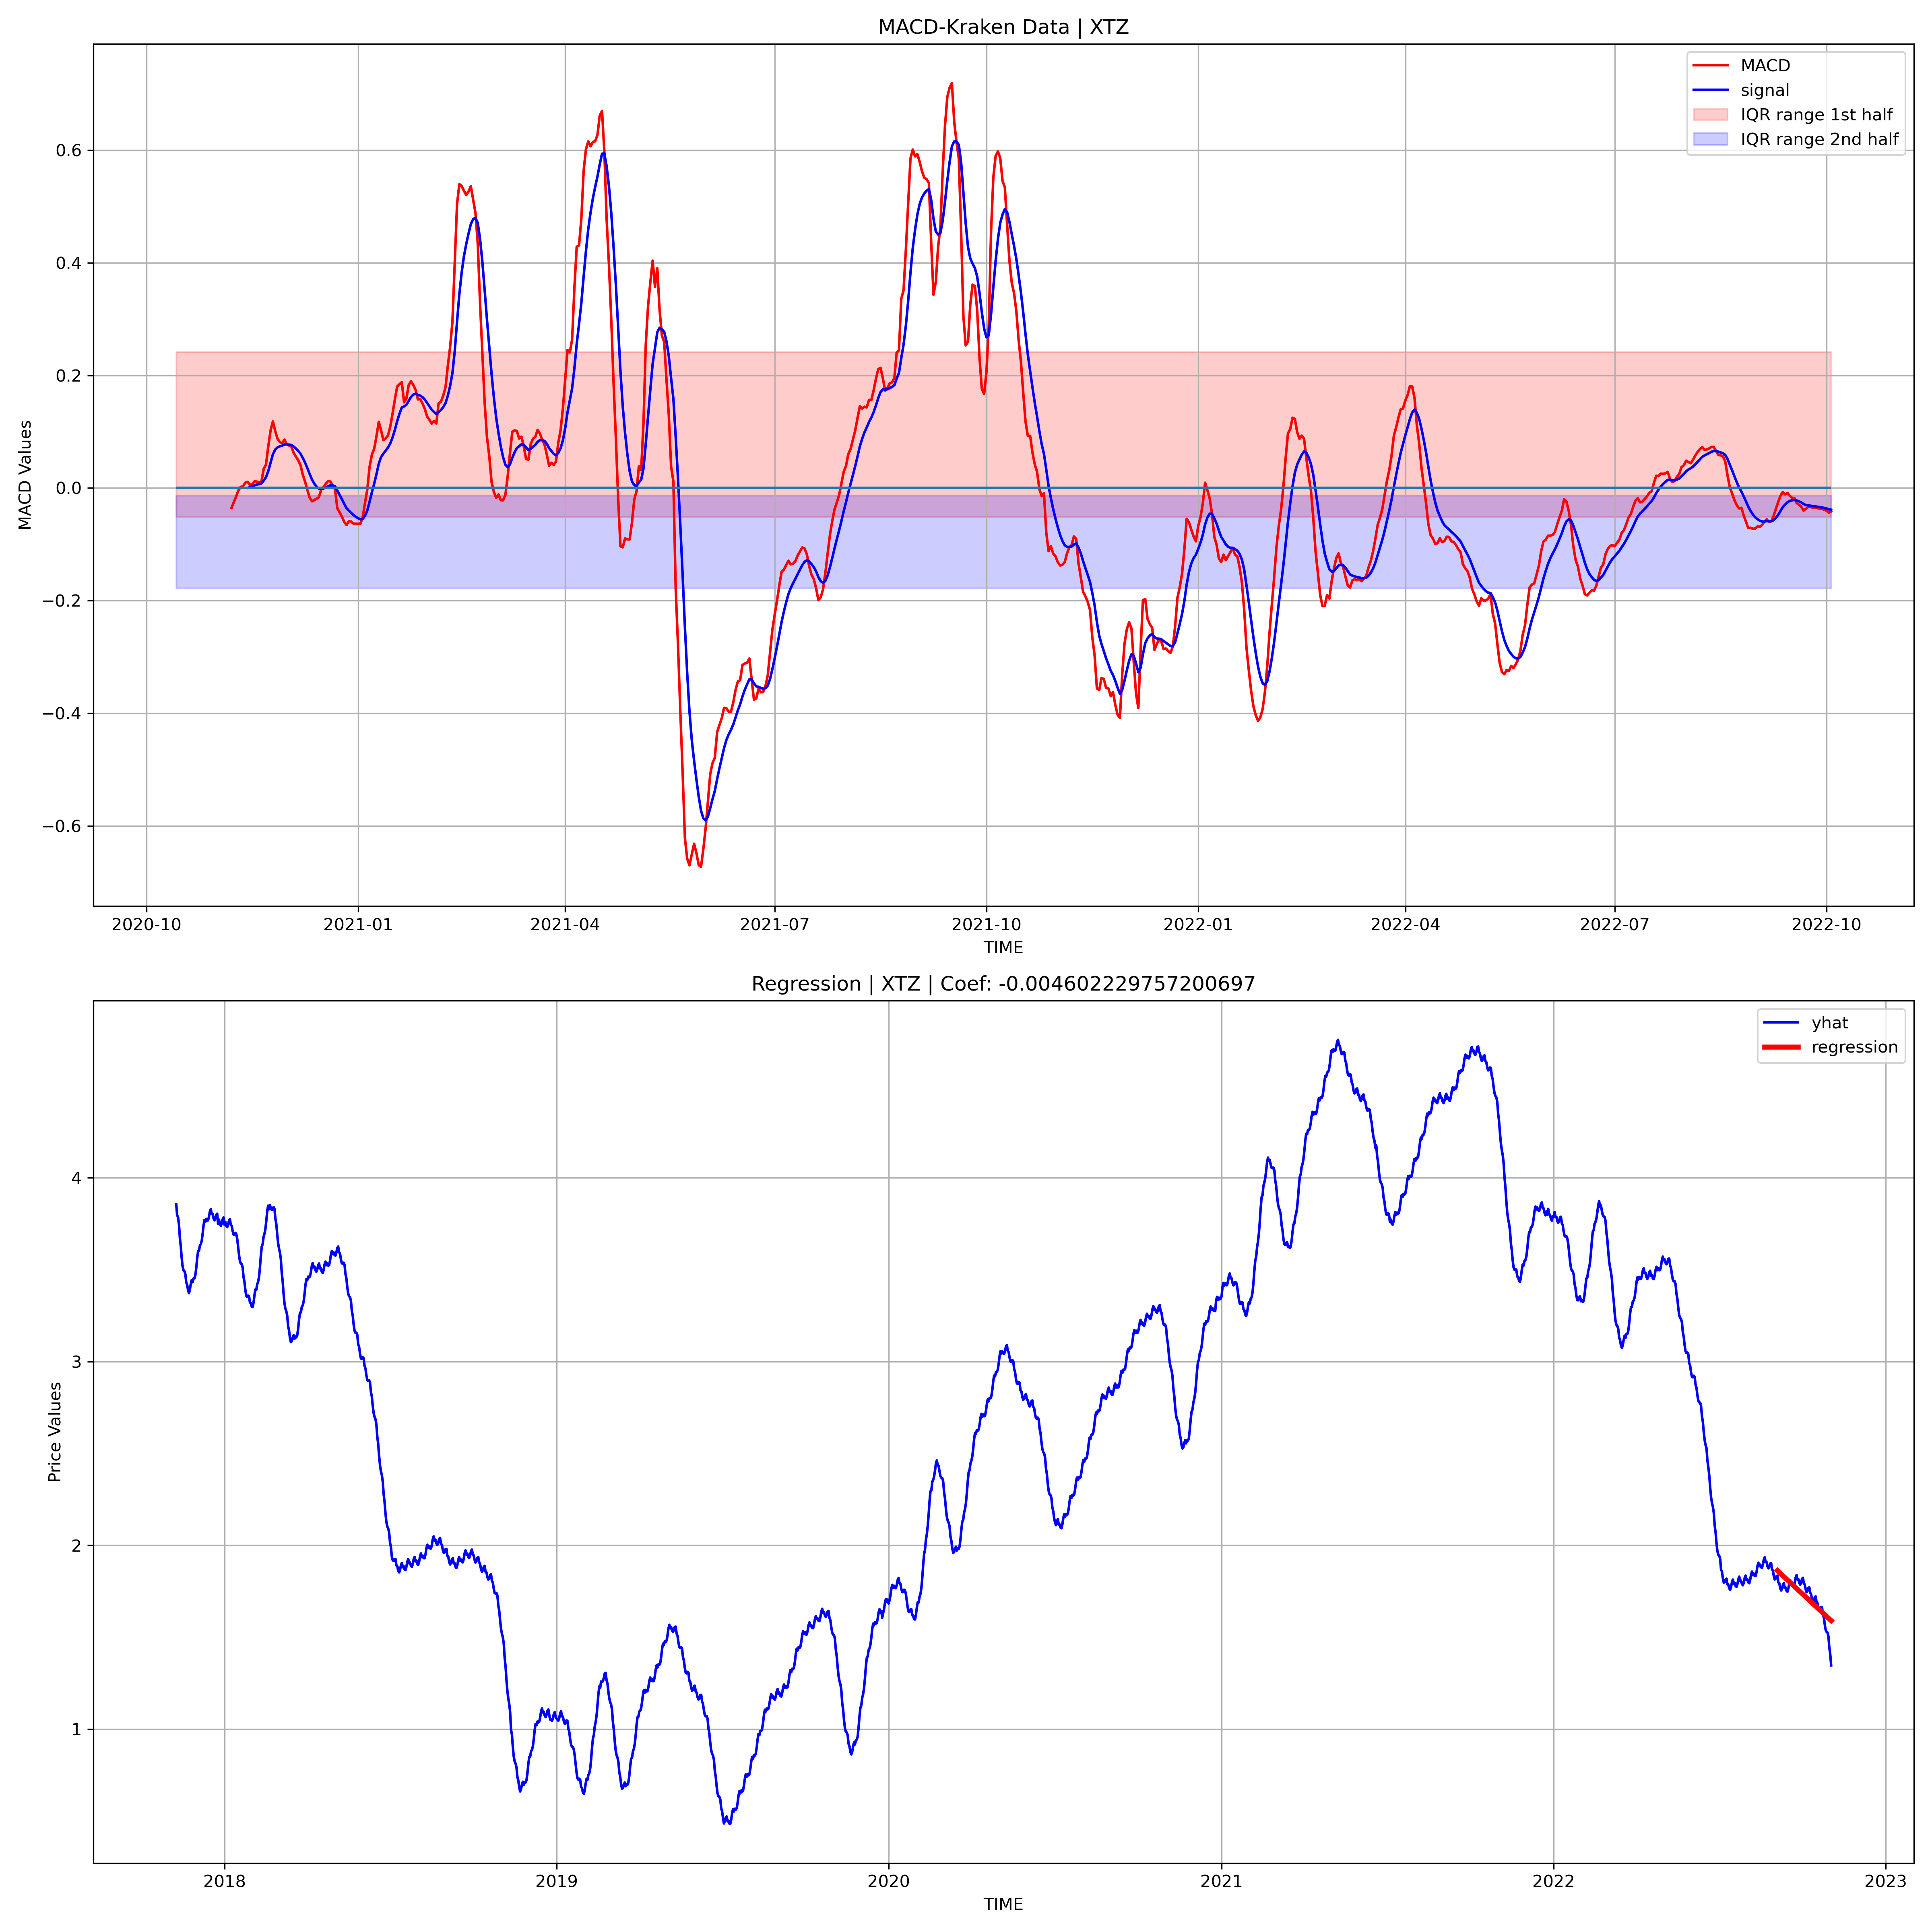 MACD-Kraken Data | XTZ
MACD
signal
IQR range 1st half
IQR range 2nd half
MACD Values
0.6
0.4
0.2
0.0
−0.2
−0.4
−0.6
2020-10 2021-01 2021-04 2021-07 2021-10 2022-01 2022-04 2022-07 2022-10
TIME
Regression | XTZ | Coef: -0.004602229757200697
yhat
regression
Price Values
4
3
2
1
2018 2019 2020 2021 2022 2023
TIME